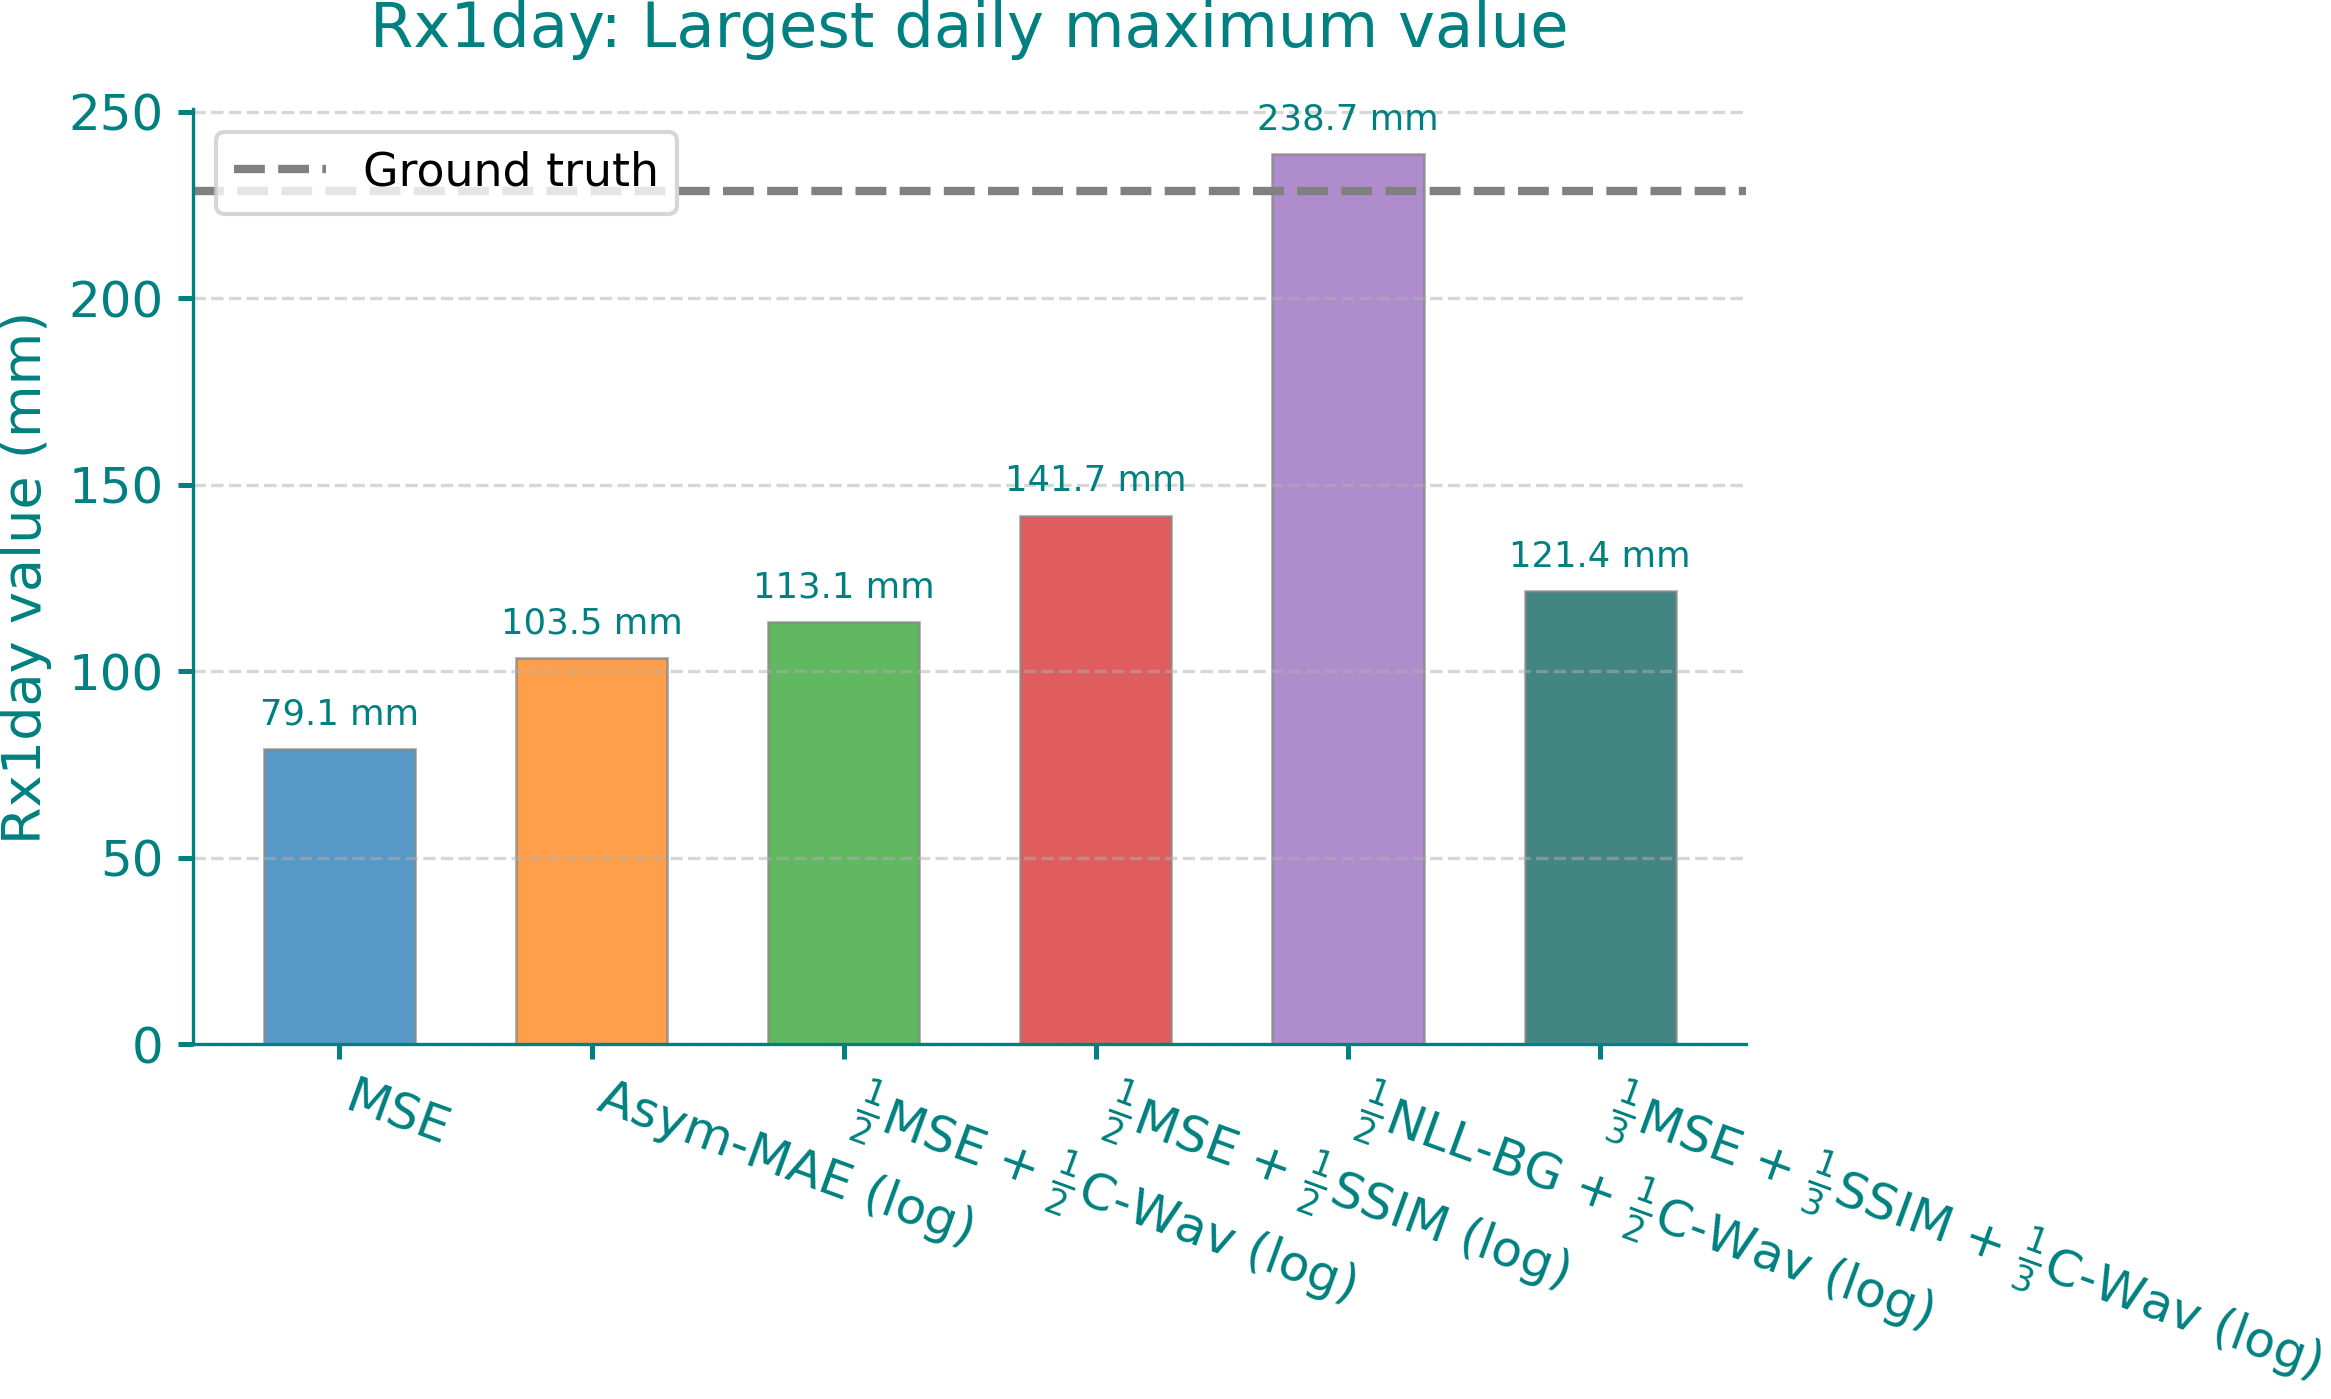 Rx1day: Largest daily maximum value
Rx1day value (mm)
250
200
150
100
50
0
Ground truth
79.1 mm
103.5 mm
113.1 mm
141.7 mm
238.7 mm
121.4 mm
MSE
Asym-MAE (log)
½MSE + ½C-Wav (log)
½MSE + ½SSIM (log)
½NLL-BG + ½C-Wav (log)
⅓MSE + ⅓SSIM + ⅓C-Wav (log)